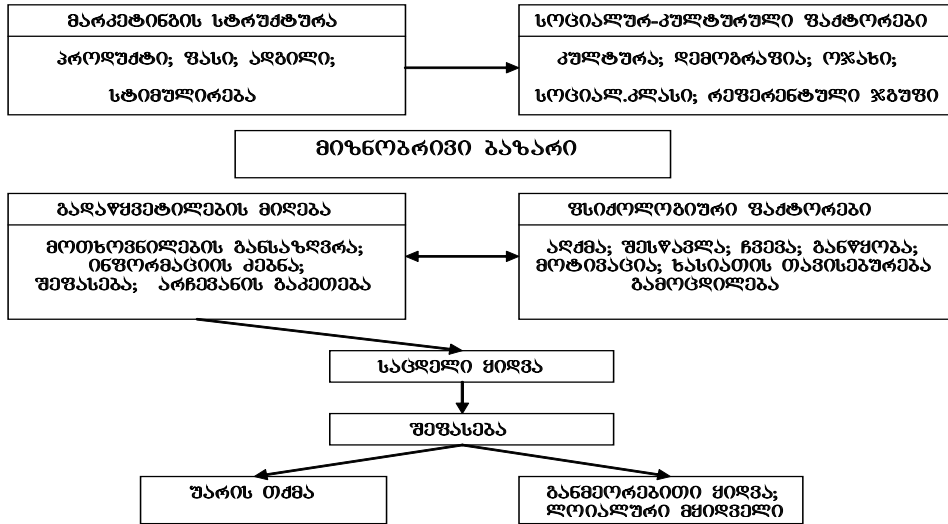 მარკეტინგის სტრუქტურა
პროდუქტი; ფასი; ადგილი;
სტიმულირება
სოციალურ-კულტურული ფაქტორები
კულტურა; დემოგრაფია; ოჯახი;
სოციალ.კლასი; რეფერენტული ჯგუფი
მიზნობრივი ბაზარი
გადაწყვეტილების მიღება
მოთხოვნილების განსაზღვრა;
ინფორმაციის ძებნა;
შეფასება; არჩევანის გაკეთება
ფსიქოლოგიური ფაქტორები
აღქმა; შესწავლა; ჩვევა; განწყობა;
მოტივაცია; ხასიათის თავისებურება
გამოცდილება
საცდელი ყიდვა
შეფასება
უარის თქმა
განმეორებითი ყიდვა;
ლოიალური მყიდველი